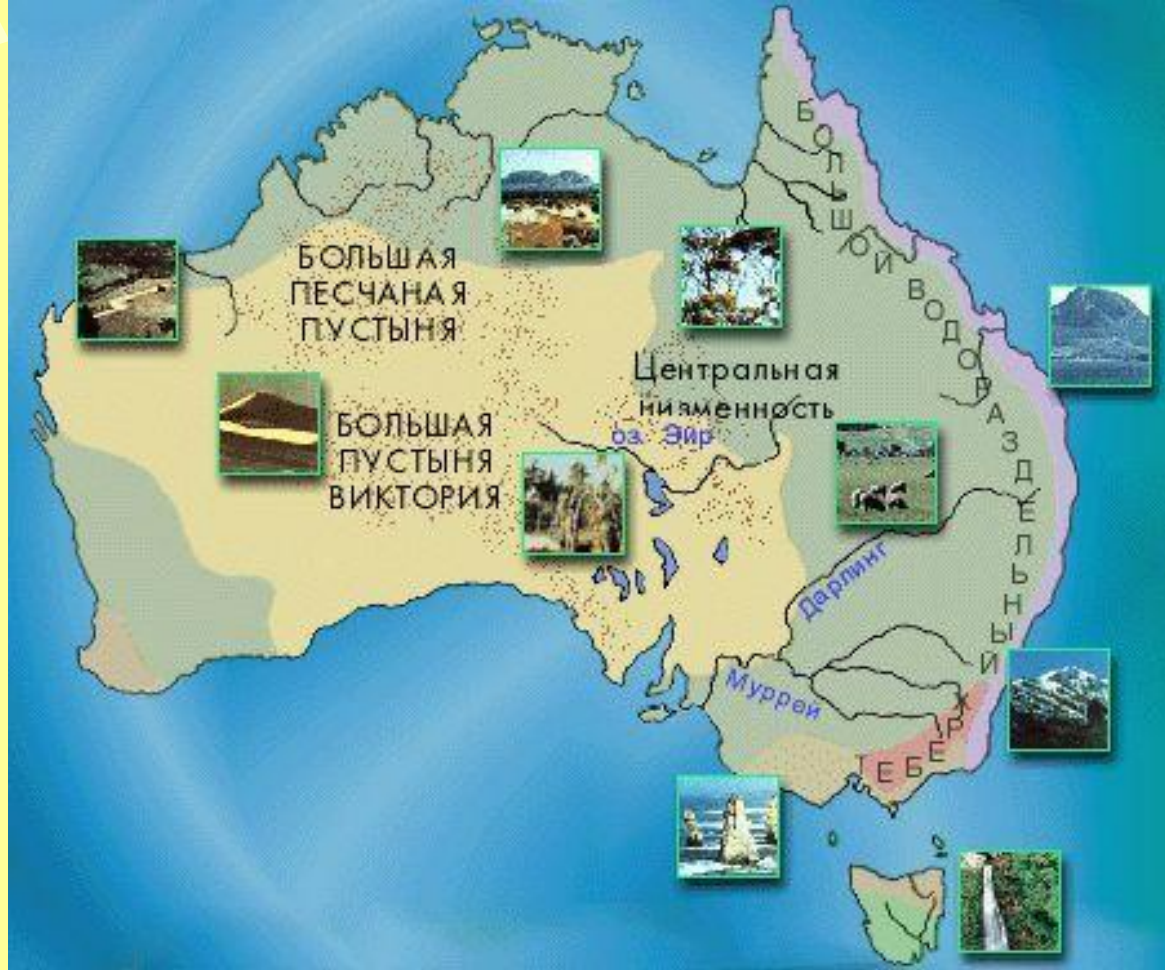 БОЛЬШАЯ
ПЕСЧАНАЯ
ПУСТЫНЯ
БОЛЬШАЯ
ПУСТЫНЯ
ВИКТОРИЯ
Центральная
низменность
оз. Эйр
Дарлинг
Муррей
БОЛЬШОЙ ВОДОРАЗДЕЛЬНЫЙ
ХРЕБЕТ